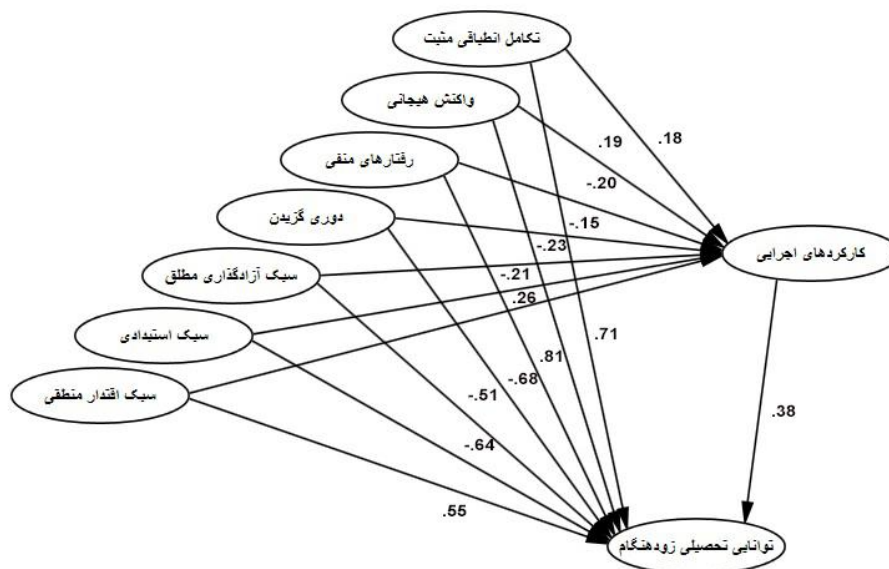 تکامل انطباقی مثبت
واکنش هیجانی
.19
.18
رفتارهای منفی
-.20
دوری گزیدن
-.15
-.23
کارکردهای اجرایی
سبک آزادگذاری مطلق
-.21
.26
سبک استبدادی
.81
.71
-.68
سبک اقتدار منطقی
-.51
.38
-.64
.55
توانایی تحصیلی زودهنگام